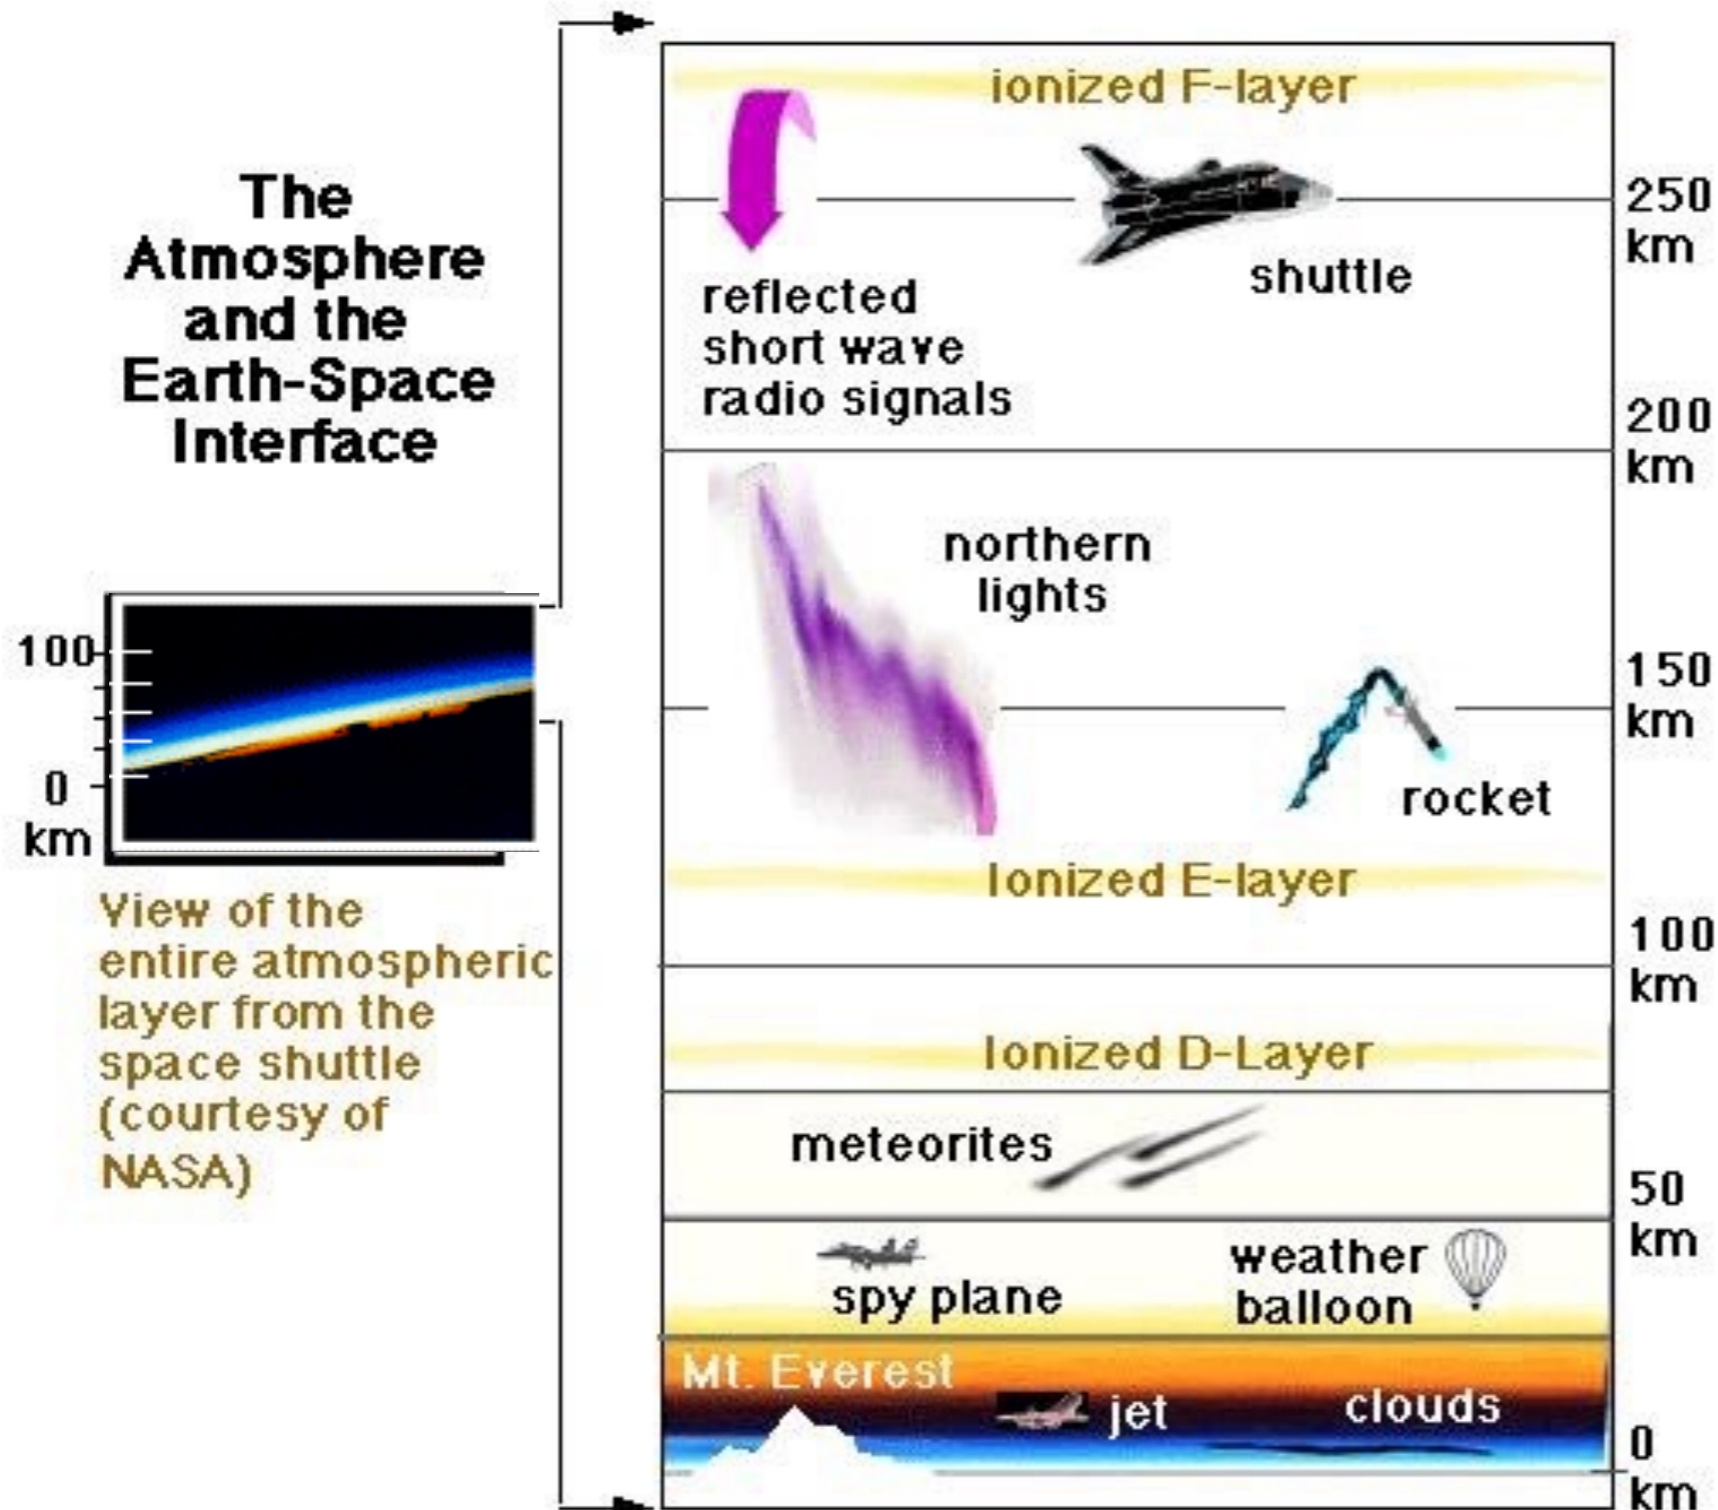 The
Atmosphere
and the
Earth-Space
Interface
100
0
km
View of the
entire atmospheric
layer from the
space shuttle
(courtesy of
NASA)
ionized F-layer
250
km
shuttle
reflected
short wave
radio signals
200
km
northern
lights
150
km
rocket
Ionized E-layer
100
km
Ionized D-Layer
meteorites
50
km
spy plane
weather
balloon
Mt. Everest
jet
clouds
0
km